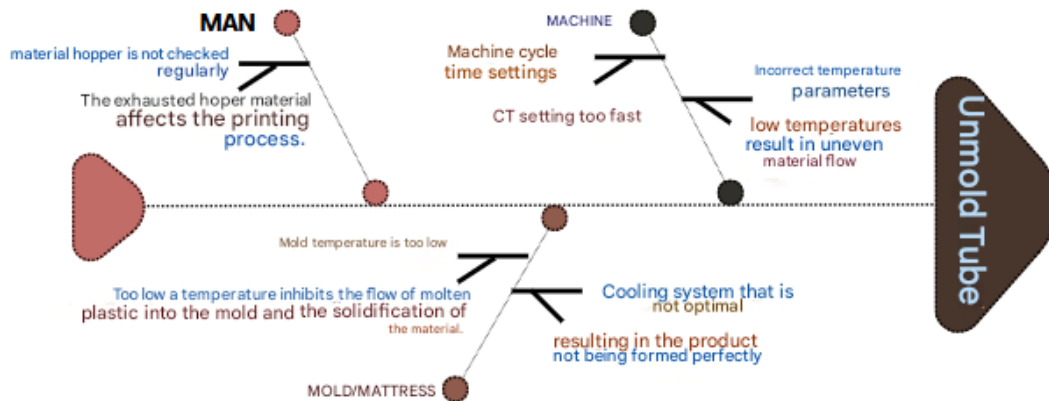 MAN
material hopper is not checked
regularly
The exhausted hoper material
affects the printing
process.
MACHINE
Machine cycle
time settings
CT setting too fast
Incorrect temperature
parameters
low temperatures
result in uneven
material flow
Unmold Tube
Mold temperature is too low
Too low a temperature inhibits the flow of molten
plastic into the mold and the solidification of
the material.
Cooling system that is
not optimal
resulting in the product
not being formed perfectly
MOLD/MATTRESS